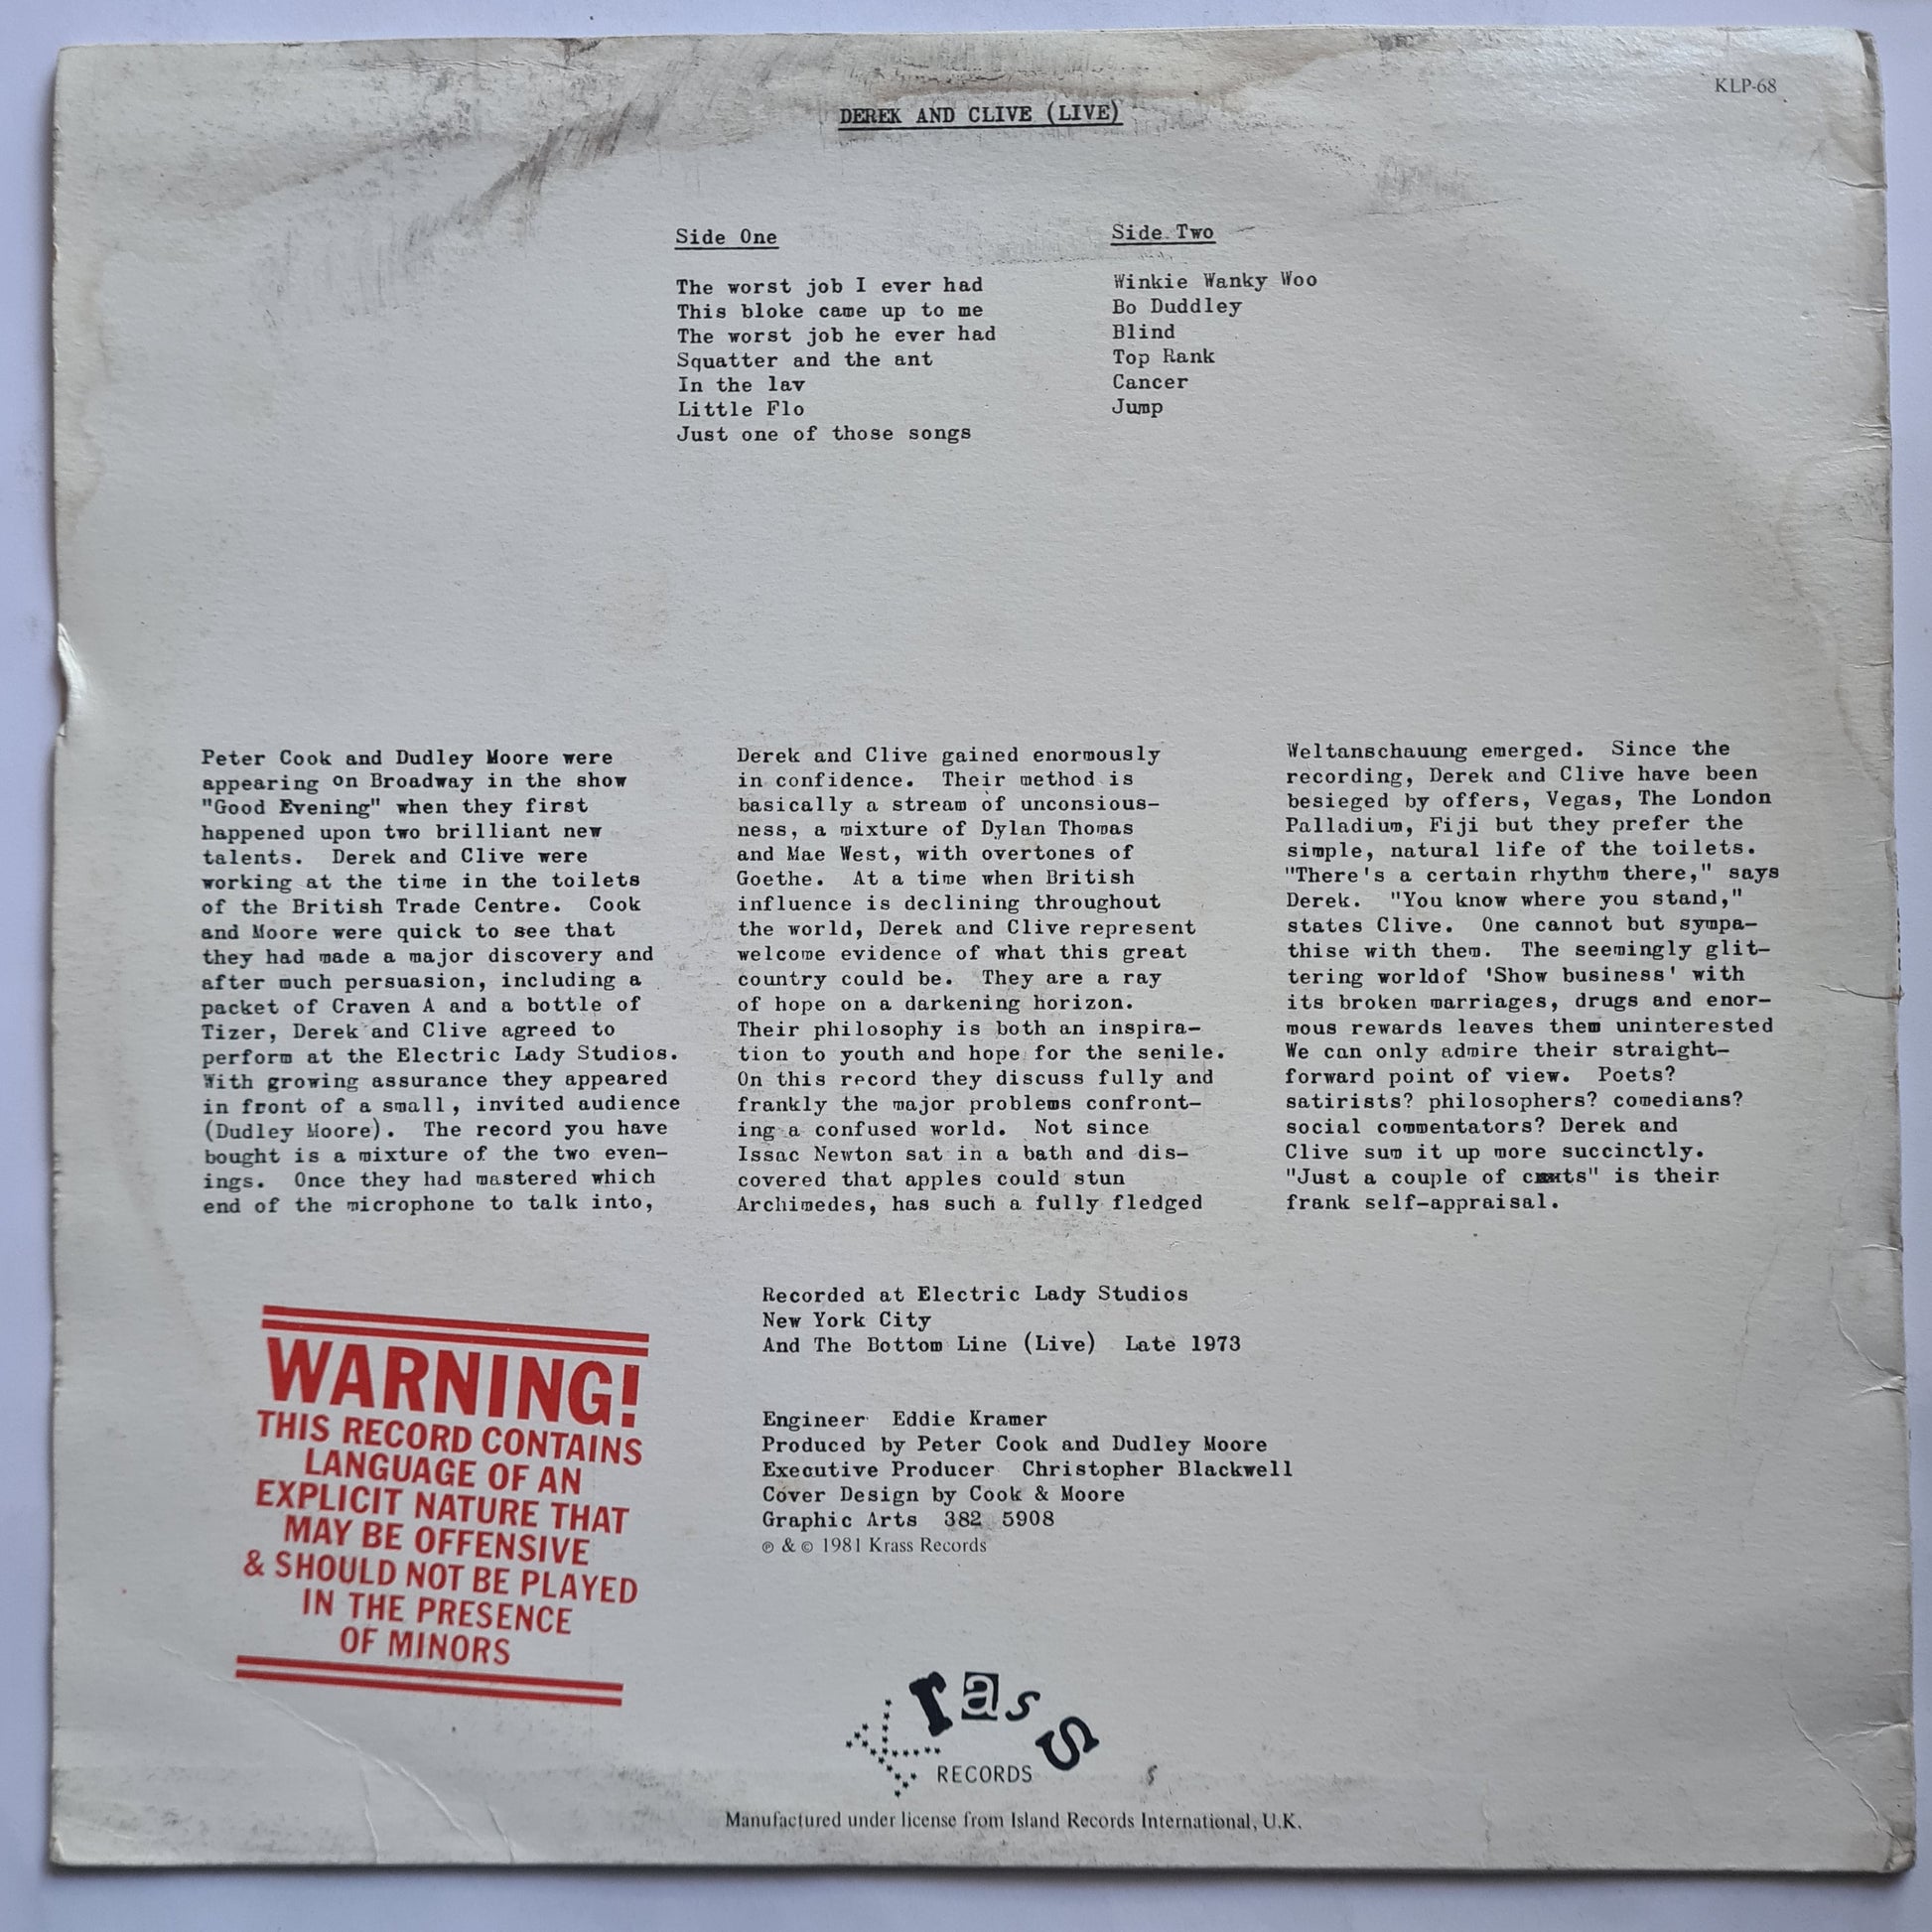 KLP-68
DEREK AND CLIVE (LIVE)
Side One
The worst job I ever had
This bloke came up to me
The worst job he ever had
Squatter and the ant
In the lav
Little Flo
Just one of those songs
Side Two
Winkie Wanky Woo
Bo Duddley
Blind
Top Rank
Cancer
Jump
Peter Cook and Dudley Moore were
appearing on Broadway in the show
"Good Evening" when they first
happened upon two brilliant new
talents. Derek and Clive were
working at the time in the toilets
of the British Trade Centre. Cook
and Moore were quick to see that
they had made a major discovery and
after much persuasion, including a
packet of Craven A and a bottle of
Tizer, Derek and Clive agreed to
perform at the Electric Lady Studios.
With growing assurance they appeared
in front of a small, invited audience
(Dudley Moore). The record you have
bought is a mixture of the two even-
ings. Once they had mastered which
end of the microphone to talk into,
Derek and Clive gained enormously
in confidence. Their method is
basically a stream of unconsious-
ness, a mixture of Dylan Thomas
and Mae West, with overtones of
Goethe. At a time when British
influence is declining throughout
the world, Derek and Clive represent
welcome evidence of what this great
country could be. They are a ray
of hope on a darkening horizon.
Their philosophy is both an inspira-
tion to youth and hope for the senile.
On this record they discuss fully and
frankly the major problems confront-
ing a confused world. Not since
Issac Newton sat in a bath and dis-
covered that apples could stun
Archimedes, has such a fully fledged
Weltanschauung emerged. Since the
recording, Derek and Clive have been
besieged by offers, Vegas, The London
Palladium, Fiji but they prefer the
simple, natural life of the toilets.
"There's a certain rhythm there," says
Derek. "You know where you stand,"
states Clive. One cannot but sympa-
thise with them. The seemingly glit-
tering worldof 'Show business' with
its broken marriages, drugs and enor-
mous rewards leaves them uninterested
We can only admire their straight-
forward point of view. Poets?
satirists? philosophers? comedians?
social commentators? Derek and
Clive sum it up more succinctly.
"Just a couple of is their
frank self-appraisal.
WARNING!
THIS RECORD CONTAINS
LANGUAGE OF AN
EXPLICIT NATURE THAT
MAY BE OFFENSIVE
& SHOULD NOT BE PLAYED
IN THE PRESENCE
OF MINORS
Recorded at Electric Lady Studios
New York City
And The Bottom Line (Live) Late 1973
Engineer Eddie Kramer
Produced by Peter Cook and Dudley Moore
Executive Producer Christopher Blackwell
Cover Design by Cook & Moore
Graphic Arts 382 5908
℗ & © 1981 Krass Records
Krass
RECORDS
Manufactured under license from Island Records International, U.K.